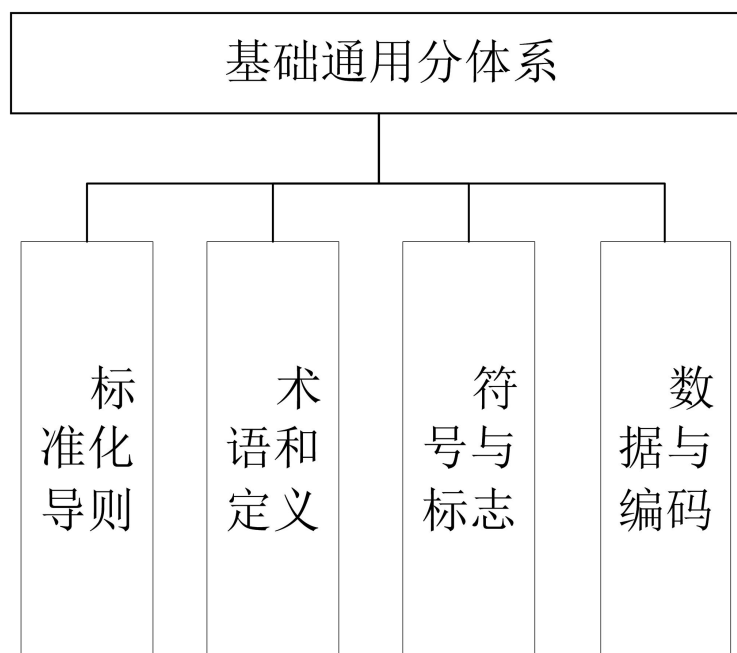 基础通用分体系
标
准化
导则
术
语和
定义
符
号与
标志
数
据与
编码